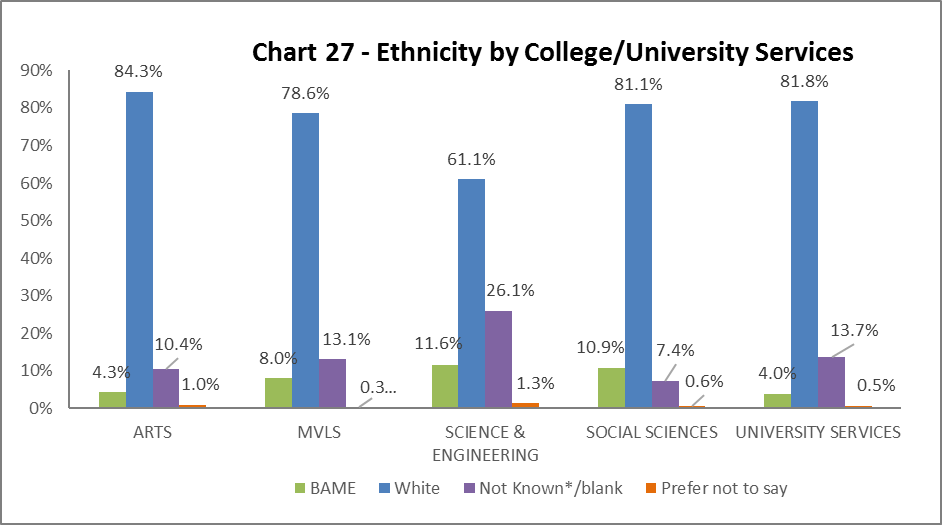 Chart 27 - Ethnicity by College/University Services
90%
80%
70%
60%
50%
40%
30%
20%
10%
0%
4.3%
84.3%
10.4%
1.0%
8.0%
78.6%
13.1%
0.3...
11.6%
61.1%
26.1%
1.3%
10.9%
81.1%
7.4%
0.6%
4.0%
81.8%
13.7%
0.5%
ARTS
MVLS
SCIENCE &
ENGINEERING
SOCIAL SCIENCES
UNIVERSITY SERVICES
BAME
White
Not Known*/blank
Prefer not to say